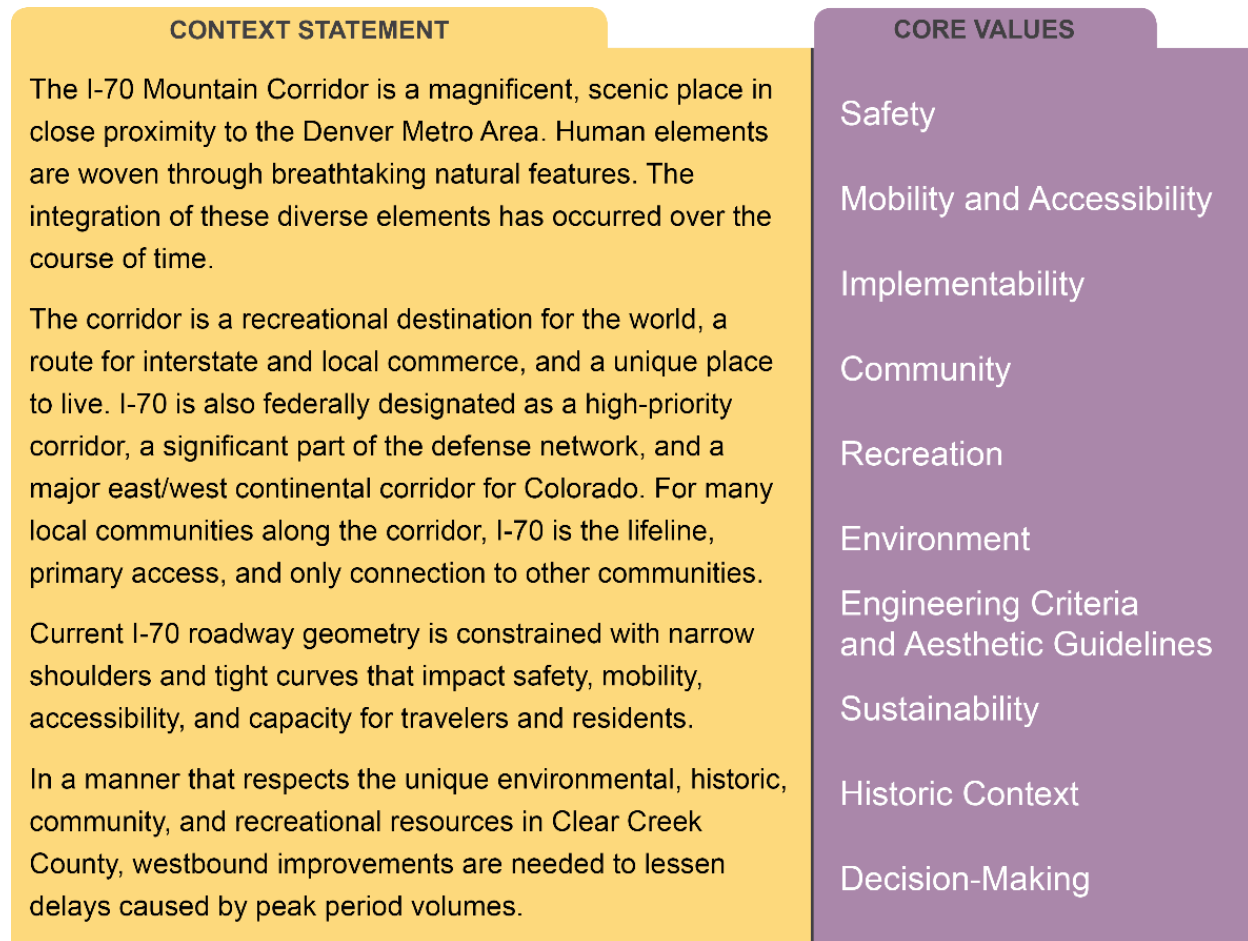 CONTEXT STATEMENT
The I-70 Mountain Corridor is a magnificent, scenic place in
close proximity to the Denver Metro Area. Human elements
are woven through breathtaking natural features. The
integration of these diverse elements has occurred over the
course of time.
The corridor is a recreational destination for the world, a
route for interstate and local commerce, and a unique place
to live. I-70 is also federally designated as a high-priority
corridor, a significant part of the defense network, and a
major east/west continental corridor for Colorado. For many
local communities along the corridor, I-70 is the lifeline,
primary access, and only connection to other communities.
Current I-70 roadway geometry is constrained with narrow
shoulders and tight curves that impact safety, mobility,
accessibility, and capacity for travelers and residents.
In a manner that respects the unique environmental, historic,
community, and recreational resources in Clear Creek
County, westbound improvements are needed to lessen
delays caused by peak period volumes.
CORE VALUES
Safety
Mobility and Accessibility
Implementability
Community
Recreation
Environment
Engineering Criteria
and Aesthetic Guidelines
Sustainability
Historic Context
Decision-Making